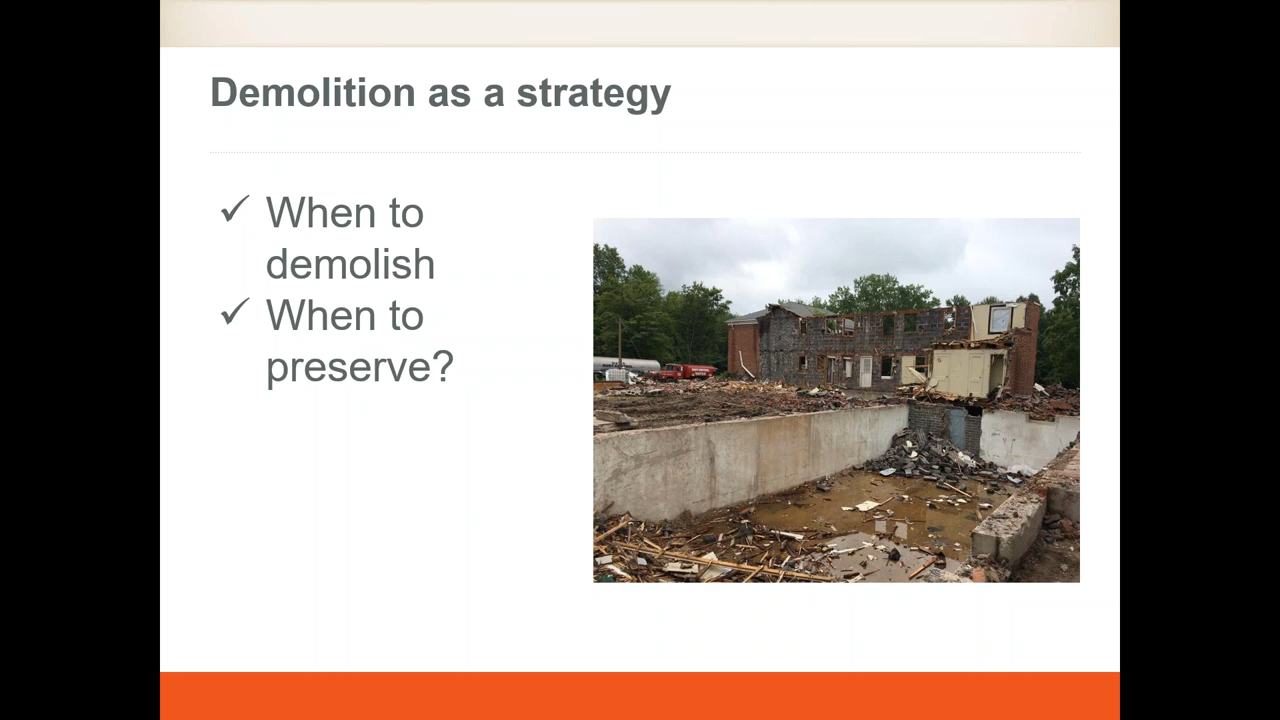 Demolition as a strategy
✓ When to
demolish
✓ When to
preserve?